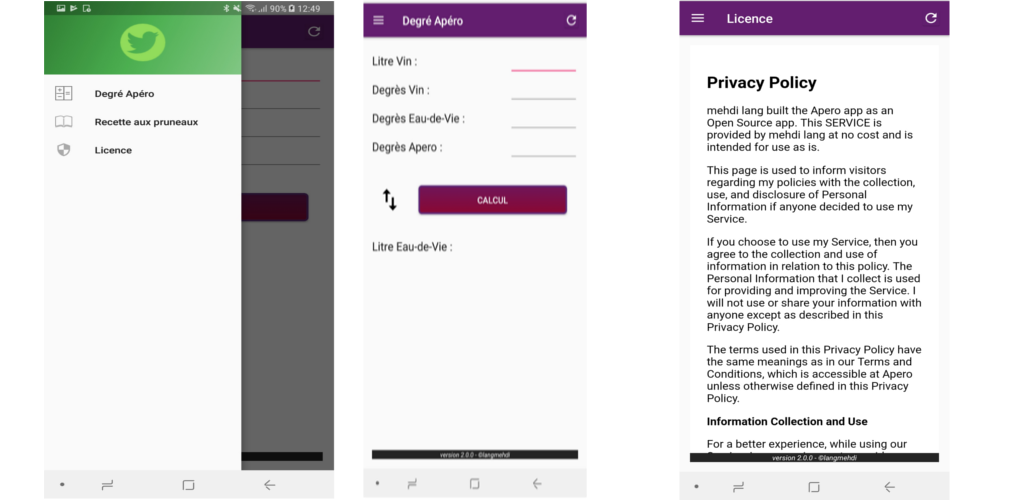 90% 12:49
Degré Apéro
Recette aux pruneaux
Licence
Degré Apéro
Litre Vin :
Degrès Vin :
Degrès Eau-de-Vie :
Degrès Apero :
CALCUL
Litre Eau-de-Vie :
version 2.0.0 - ©langmehdi
Licence
Privacy Policy
mehdi lang built the Apero app as an
Open Source app. This SERVICE is
provided by mehdi lang at no cost and is
intended for use as is.
This page is used to inform visitors
regarding my policies with the collection,
use, and disclosure of Personal
Information if anyone decided to use my
Service.
If you choose to use my Service, then you
agree to the collection and use of
information in relation to this policy. The
Personal Information that I collect is used
for providing and improving the Service. I
will not use or share your information with
anyone except as described in this
Privacy Policy.
The terms used in this Privacy Policy have
the same meanings as in our Terms and
Conditions, which is accessible at Apero
unless otherwise defined in this Privacy
Policy.
Information Collection and Use
For a better experience, while using our
version 2.0.0 - ©langmehdi